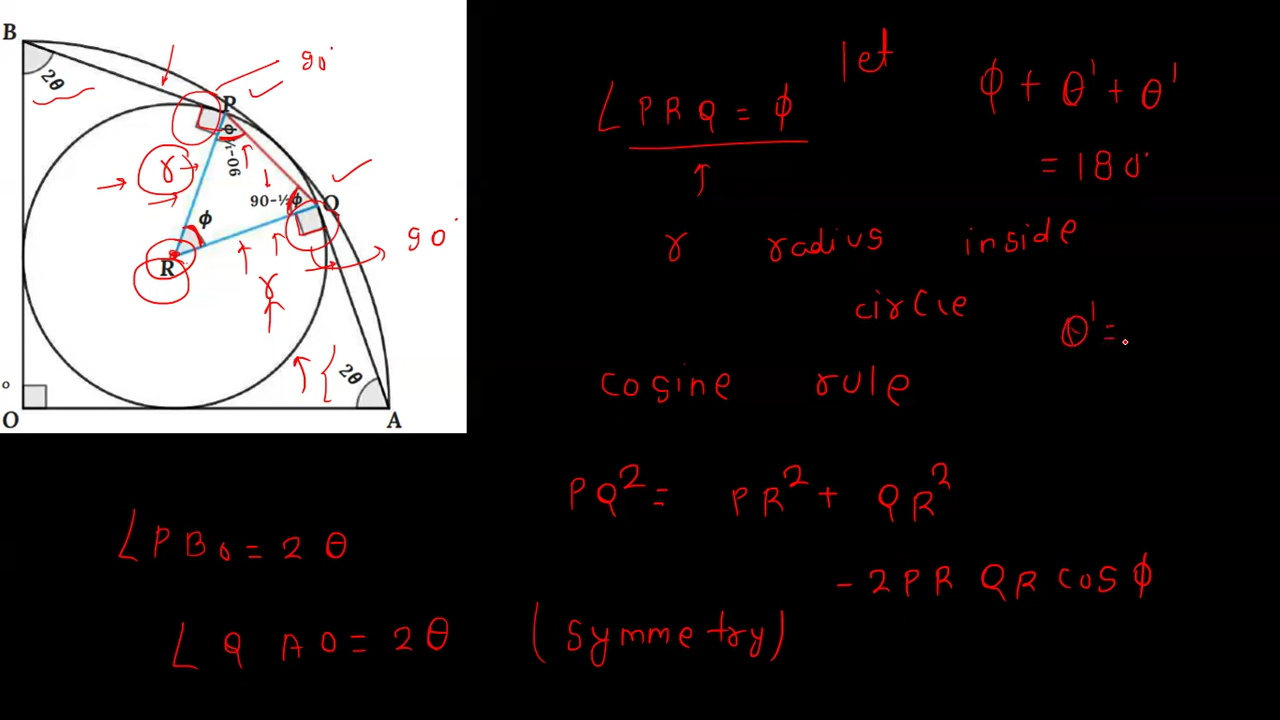 B
2θ
90°
P
r
90-½φ
90-½φ
Q
90°
φ
R
r
2θ
°
O
A
let
∠PRQ = φ
φ + θ' + θ'
= 180°
r radius inside
circle
θ' =
cosine rule
PQ² = PR² + QR²
- 2PR QR cos φ
∠PBO = 2θ
∠QAO = 2θ (symmetry)